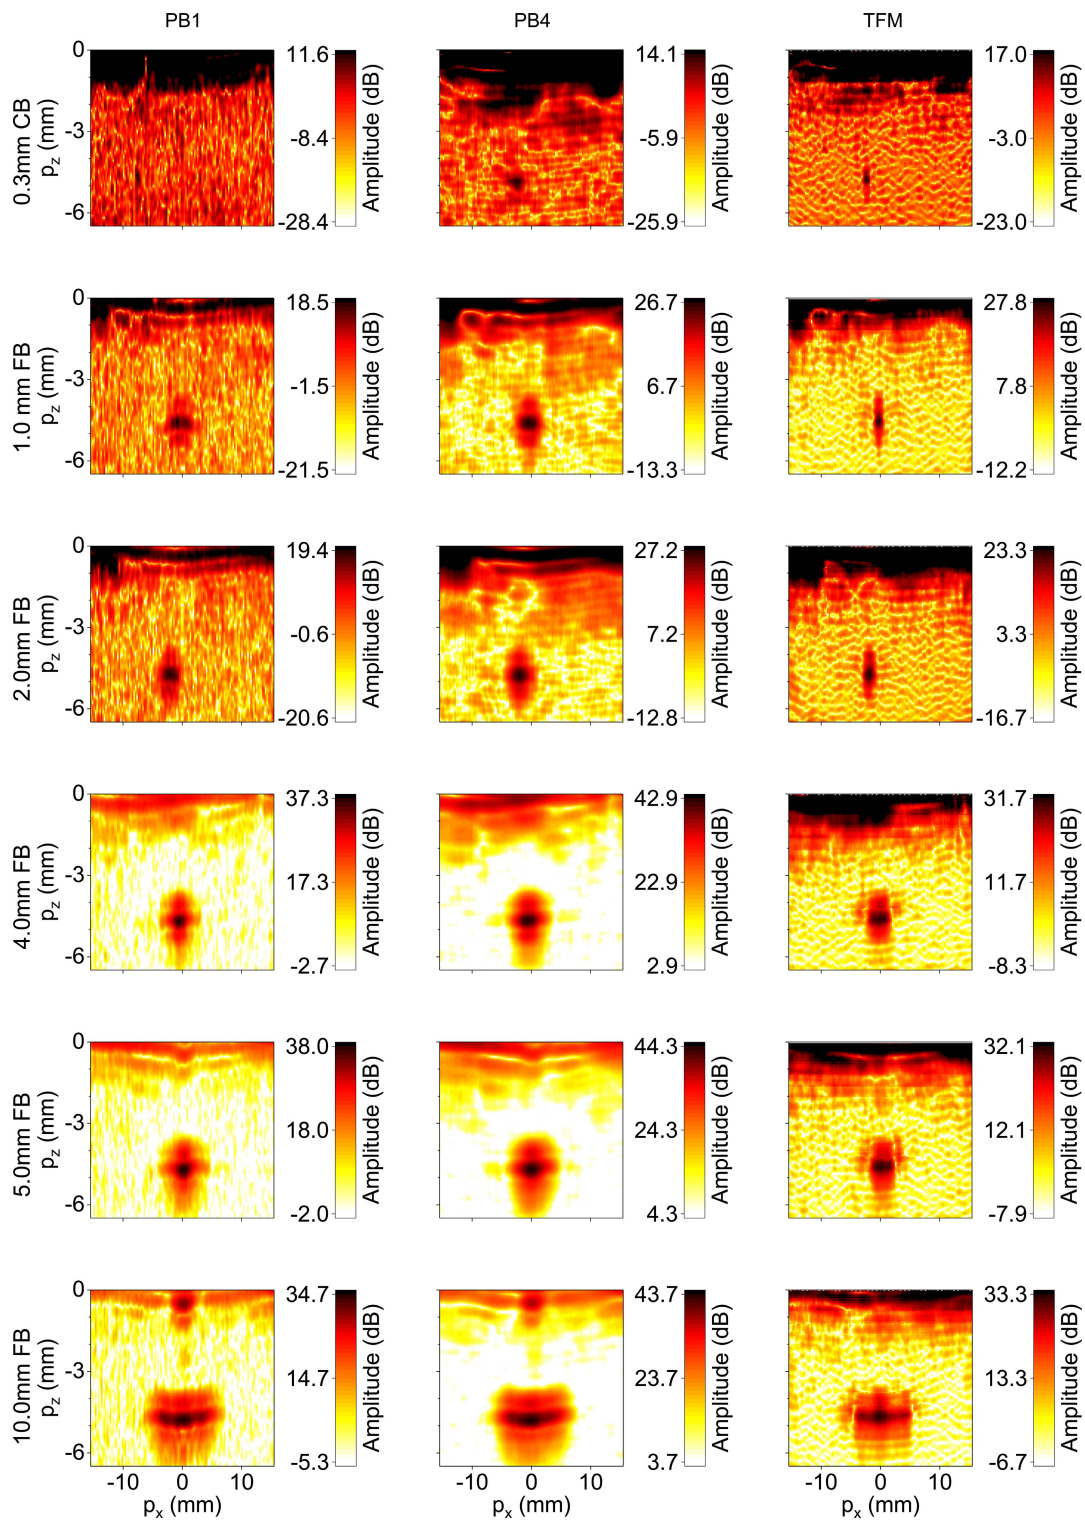 PB1 PB4 TFM
0 11.6 14.1 17.0
0.3mm CB p_z (mm) -3 -8.4 Amplitude (dB) -5.9 Amplitude (dB) -3.0 Amplitude (dB)
-6 -28.4 -25.9 -23.0
0 18.5 26.7 27.8
1.0 mm FB p_z (mm) -3 -1.5 Amplitude (dB) 6.7 Amplitude (dB) 7.8 Amplitude (dB)
-6 -21.5 -13.3 -12.2
0 19.4 27.2 23.3
2.0mm FB p_z (mm) -3 -0.6 Amplitude (dB) 7.2 Amplitude (dB) 3.3 Amplitude (dB)
-6 -20.6 -12.8 -16.7
0 37.3 42.9 31.7
4.0mm FB p_z (mm) -3 17.3 Amplitude (dB) 22.9 Amplitude (dB) 11.7 Amplitude (dB)
-6 -2.7 2.9 -8.3
0 38.0 44.3 32.1
5.0mm FB p_z (mm) -3 18.0 Amplitude (dB) 24.3 Amplitude (dB) 12.1 Amplitude (dB)
-6 -2.0 4.3 -7.9
0 34.7 43.7 33.3
10.0mm FB p_z (mm) -3 14.7 Amplitude (dB) 23.7 Amplitude (dB) 13.3 Amplitude (dB)
-6 -5.3 3.7 -6.7
-10 0 10 -10 0 10 -10 0 10
p_x (mm) p_x (mm) p_x (mm)